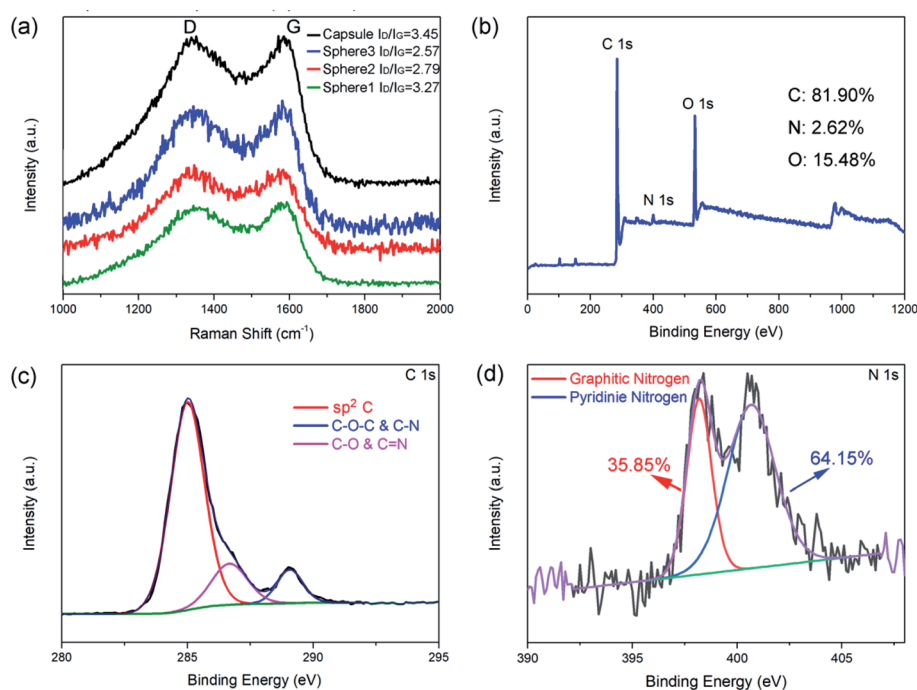 (a)
D
G
Capsule ID/IG=3.45
Sphere3 ID/IG=2.57
Sphere2 ID/IG=2.79
Sphere1 ID/IG=3.27
Intensity (a.u.)
1000 1200 1400 1600 1800 2000
Raman Shift (cm-1)
(b)
C 1s
O 1s
N 1s
C: 81.90%
N: 2.62%
O: 15.48%
Intensity (a.u.)
0 200 400 600 800 1000 1200
Binding Energy (eV)
(c)
C 1s
sp2 C
C-O-C & C-N
C-O & C=N
Intensity (a.u.)
280 285 290 295
Binding Energy (eV)
(d)
N 1s
Graphitic Nitrogen
Pyridinie Nitrogen
35.85%
64.15%
Intensity (a.u.)
390 395 400 405
Binding Energy (eV)